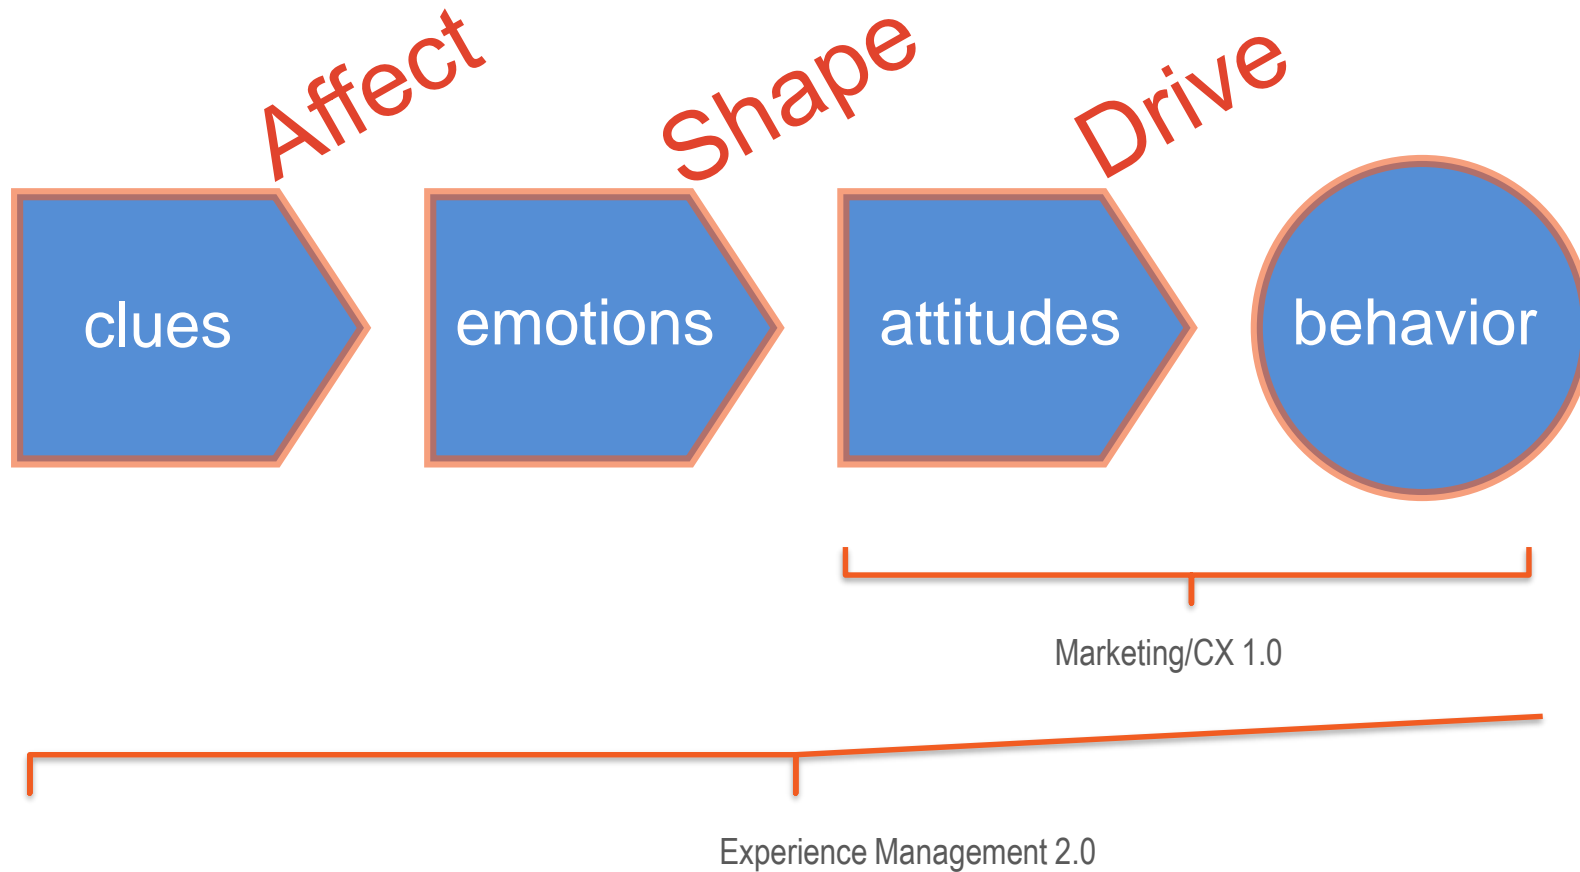 Affect
Shape
Drive
clues
emotions
attitudes
behavior
Marketing/CX 1.0
Experience Management 2.0